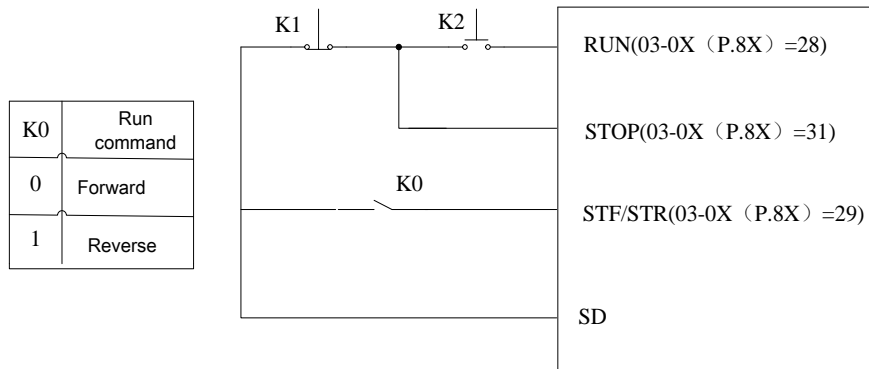 K1
K2
RUN(03-0X（P.8X）=28)
K0
Run
command
STOP(03-0X（P.8X）=31)
0
Forward
K0
STF/STR(03-0X（P.8X）=29)
1
Reverse
SD